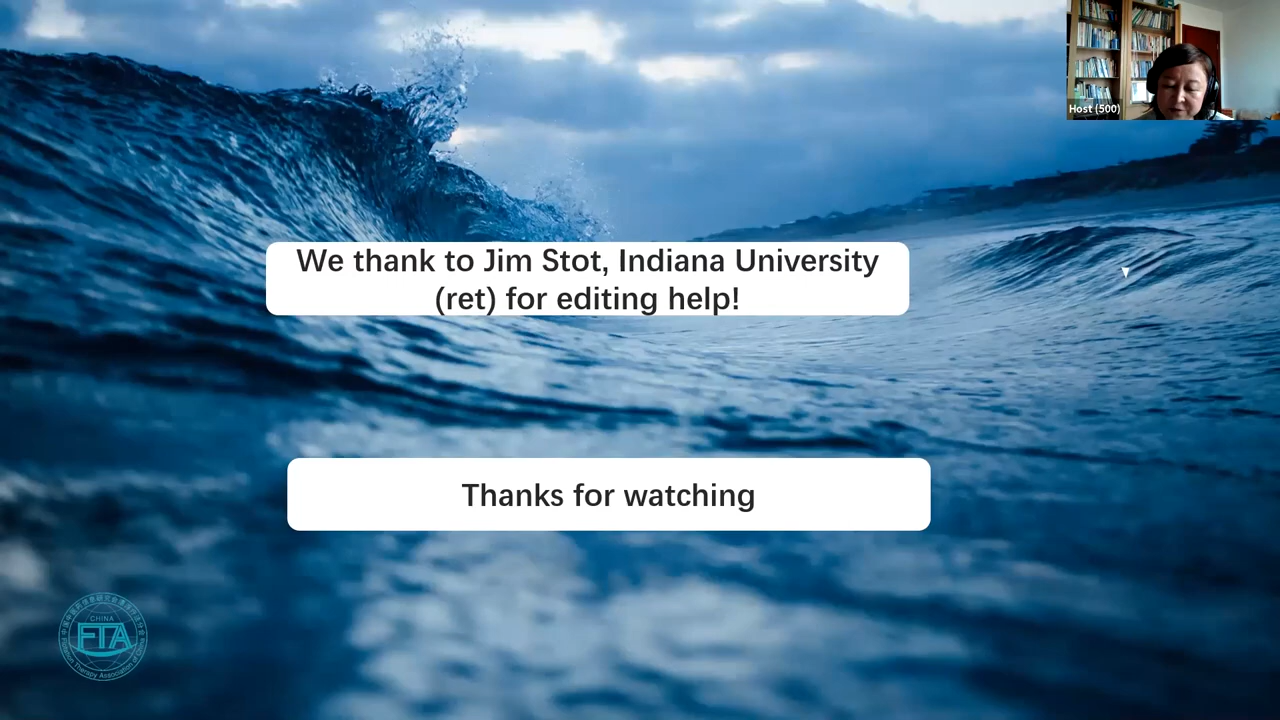 Host (500)
We thank to Jim Stot, Indiana University
(ret) for editing help!
Thanks for watching
CHINA
FTA